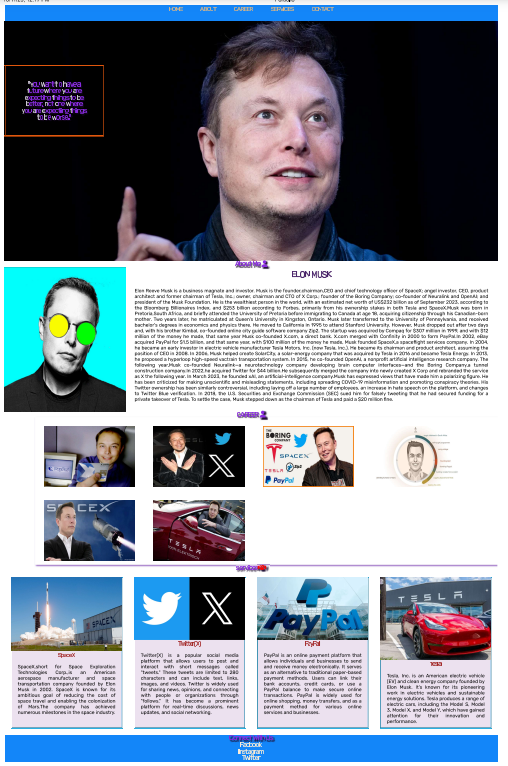 HOME ABOUT CAREER SERVICES CONTACT
"You want to have a
future where you are
expecting things to be
better, not one where
you are expecting things
to be worse."
About Me
ELON MUSK
Elon Reeve Musk is a business magnate and investor. Musk is the founder,chairman,CEO and chief technology officer of SpaceX; angel investor, CEO, product
architect and former chairman of Tesla, Inc.; owner, chairman and CTO of X Corp.; founder of the Boring Company; co-founder of Neuralink and OpenAI; and
president of the Musk Foundation. He is the wealthiest person in the world, with an estimated net worth of US$232 billion as of September 2023, according to
the Bloomberg Billionaires Index, and $253 billion according to Forbes, primarily from his ownership stakes in both Tesla and SpaceX.Musk was born in
Pretoria,South Africa, and briefly attended the University of Pretoria before immigrating to Canada at age 18, acquiring citizenship through his Canadian-born
mother. Two years later, he matriculated at Queen's University in Kingston, Ontario. Musk later transferred to the University of Pennsylvania, and received
bachelor's degrees in economics and physics there. He moved to California in 1995 to attend Stanford University. However, Musk dropped out after two days
and, with his brother Kimbal, co-founded online city guide software company Zip2. The startup was acquired by Compaq for $307 million in 1999, and with $12
million of the money he made, that same year Musk co-founded X.com, a direct bank. X.com merged with Confinity in 2000 to form PayPal.In 2002, eBay
acquired PayPal for $1.5 billion, and that same year, with $100 million of the money he made, Musk founded SpaceX,a spaceflight services company. In 2004,
he became an early investor in electric vehicle manufacturer Tesla Motors, Inc. (now Tesla, Inc.). He became its chairman and product architect, assuming the
position of CEO in 2008. In 2006, Musk helped create SolarCity, a solar-energy company that was acquired by Tesla in 2016 and became Tesla Energy. In 2013,
he proposed a hyperloop high-speed vactrain transportation system. In 2015, he co-founded OpenAI, a nonprofit artificial intelligence research company. The
following year,Musk co-founded Neuralink—a neurotechnology company developing brain computer interfaces—and the Boring Company,a tunnel
construction company.In 2022,he acquired Twitter for $44 billion.He subsequently merged the company into newly created X Corp and rebranded the service
as X the following year. In March 2023, he founded xAI, an artificial-intelligence company.Musk has expressed views that have made him a polarizing figure. He
has been criticized for making unscientific and misleading statements, including spreading COVID-19 misinformation and promoting conspiracy theories. His
Twitter ownership has been similarly controversial, including laying off a large number of employees, an increase in hate speech on the platform, and changes
to Twitter Blue verification. In 2018, the U.S. Securities and Exchange Commission (SEC) sued him for falsely tweeting that he had secured funding for a
private takeover of Tesla. To settle the case, Musk stepped down as the chairman of Tesla and paid a $20 million fine.
CAREER
THE
BORING
COMPANY
SPACEX
TESLA
Zip2
PayPal
SPACEX
TESLA
services
SPACEX
PayPal
TESLA
SpaceX
SpaceX,short for Space Exploration
Technologies Corp.,is an American
aerospace manufacturer and space
transportation company founded by Elon
Musk in 2002. SpaceX is known for its
ambitious goal of reducing the cost of
space travel and enabling the colonization
of Mars.The company has achieved
numerous milestones in the space industry.
Twitter(X)
Twitter(X) is a popular social media
platform that allows users to post and
interact with short messages called
"tweets." These tweets are limited to 280
characters and can include text, links,
images, and videos. Twitter is widely used
for sharing news, opinions, and connecting
with people or organizations through
"follows." It has become a prominent
platform for real-time discussions, news
updates, and social networking.
PayPal
PayPal is an online payment platform that
allows individuals and businesses to send
and receive money electronically. It serves
as an alternative to traditional paper-based
payment methods. Users can link their
bank accounts, credit cards, or use a
PayPal balance to make secure online
transactions. PayPal is widely used for
online shopping, money transfers, and as a
payment method for various online
services and businesses.
Tesla
Tesla, Inc. is an American electric vehicle
(EV) and clean energy company founded by
Elon Musk. It's known for its pioneering
work in electric vehicles and sustainable
energy solutions. Tesla produces a range of
electric cars, including the Model S, Model
3, Model X, and Model Y, which have gained
attention for their innovation and
performance.
Facbook
Instagram
Twitter